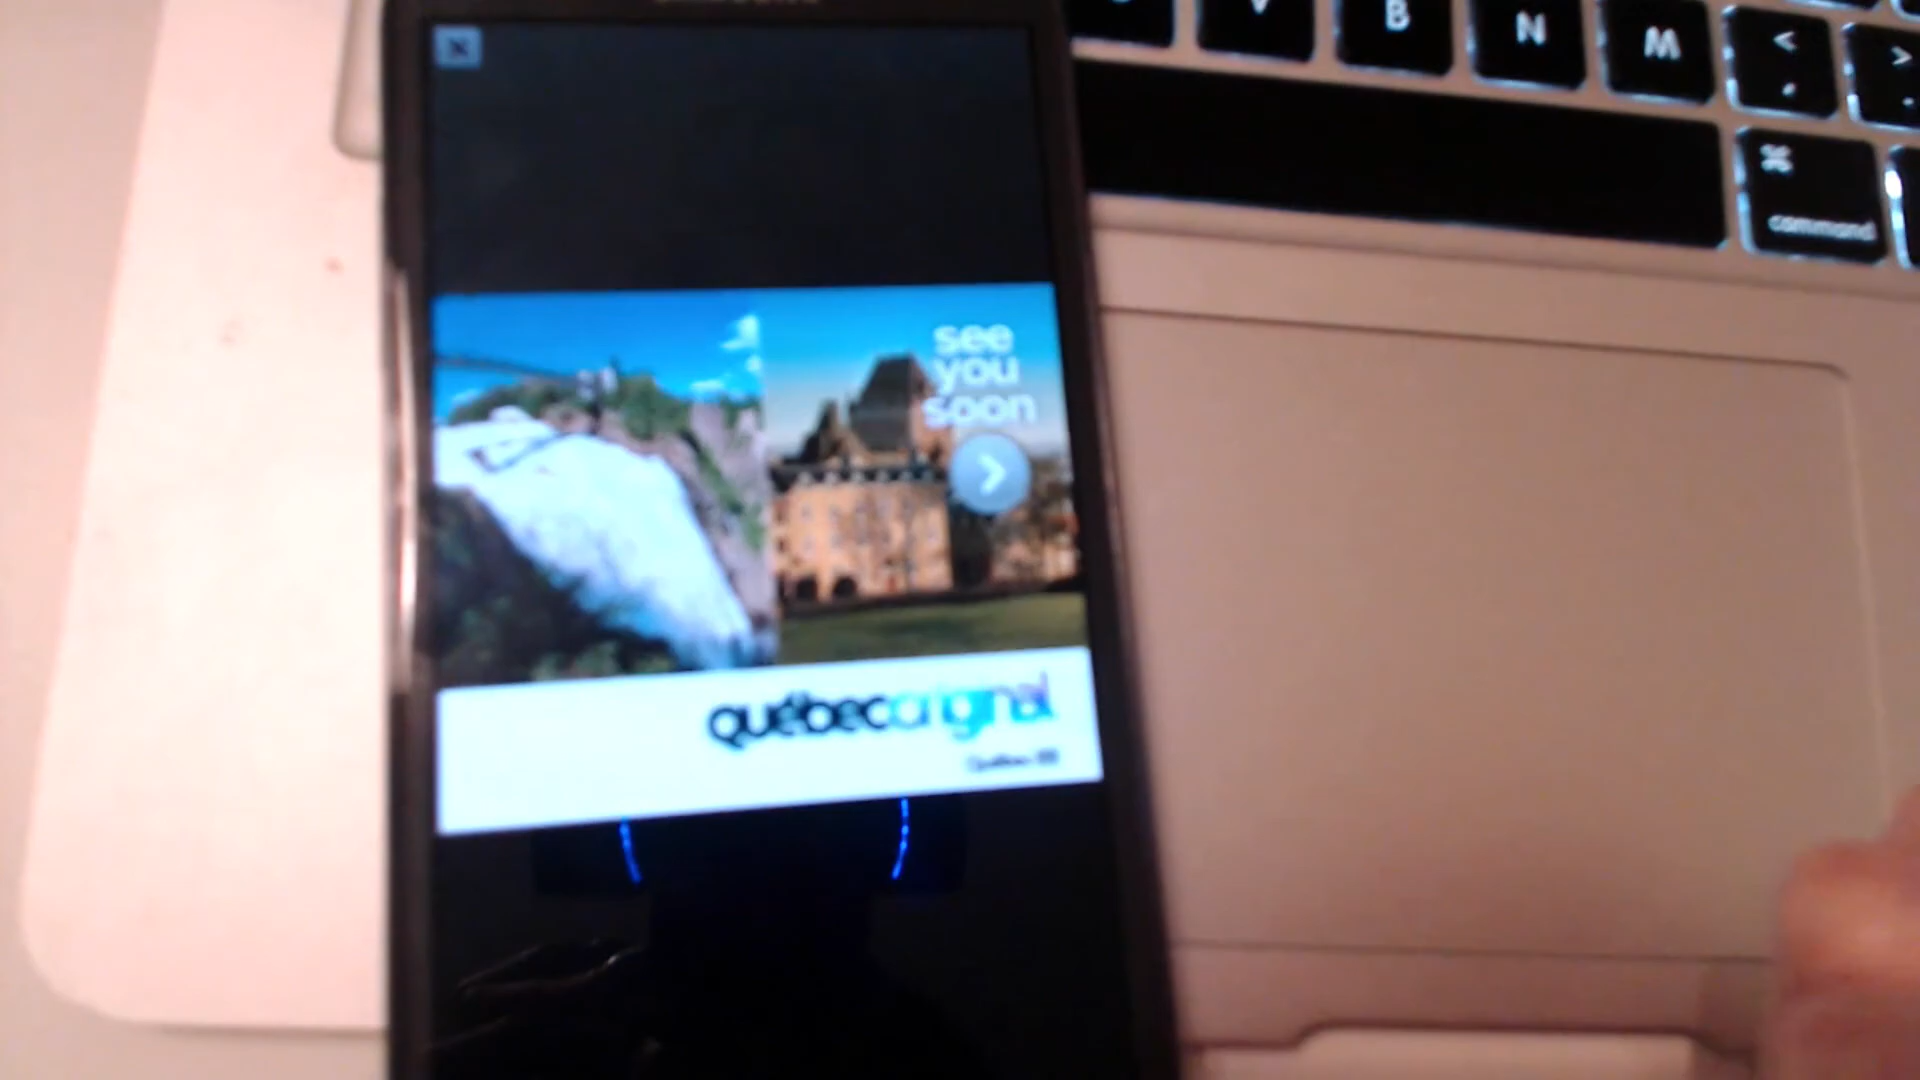 V
B
N
M
<
,
>
.
⌘
command
see
you
soon
québecoriginal